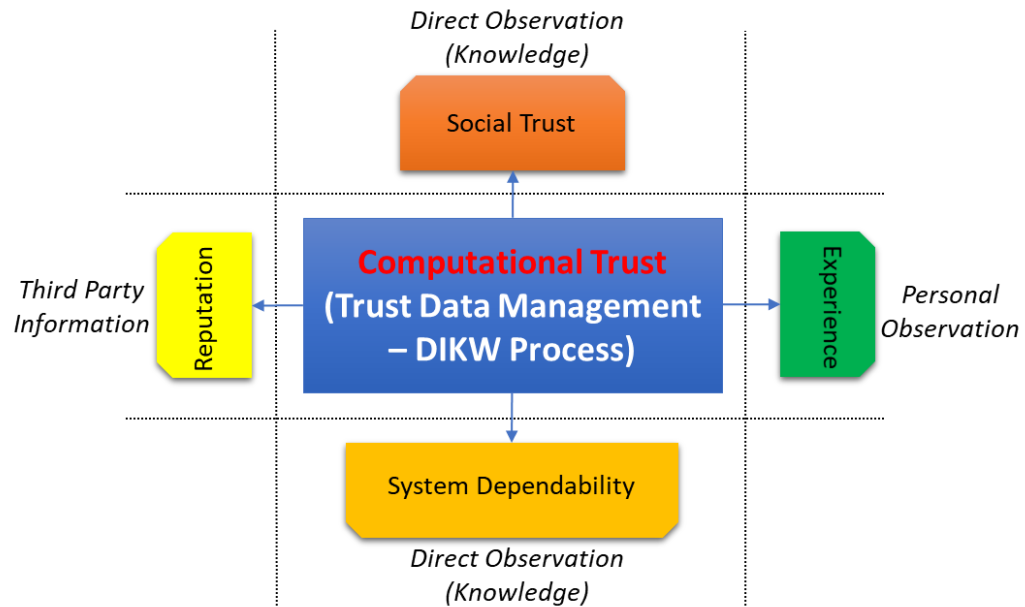 Direct Observation
(Knowledge)
Social Trust
Third Party
Information
Reputation
Computational Trust
(Trust Data Management
– DIKW Process)
Experience
Personal
Observation
System Dependability
Direct Observation
(Knowledge)